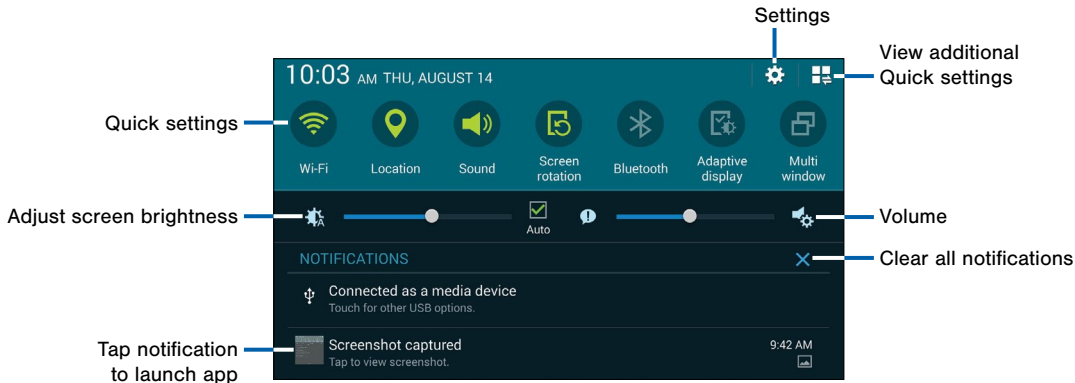 Settings
View additional
Quick settings
10:03 AM THU, AUGUST 14
Quick settings
Wi-Fi
Location
Sound
Screen
rotation
Bluetooth
Adaptive
display
Multi
window
Adjust screen brightness
A
Auto
Volume
NOTIFICATIONS
Clear all notifications
Connected as a media device
Touch for other USB options.
Tap notification
to launch app
Screenshot captured
9:42 AM
Tap to view screenshot.